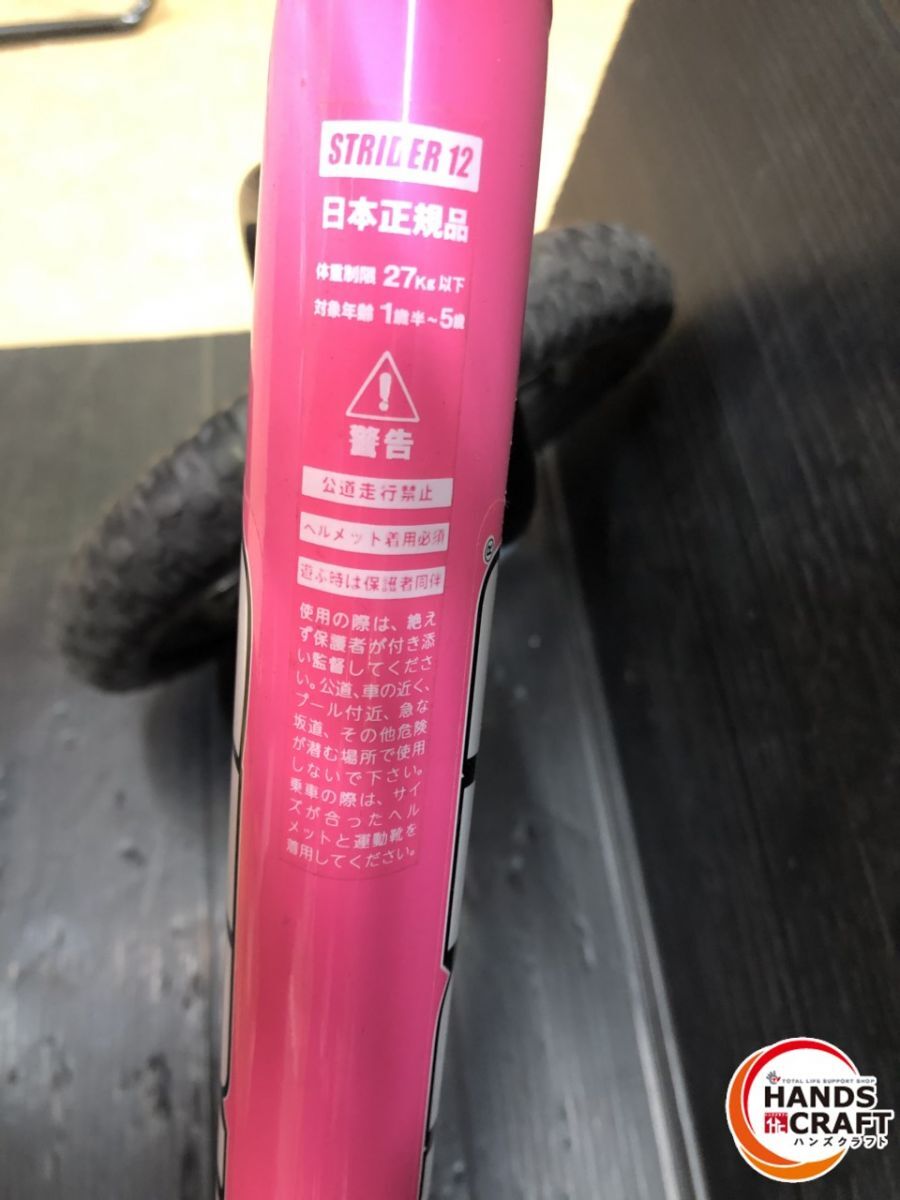 STRIDER 12
日本正規品
体重制限 27Kg以下
対象年齢 1歳半~5歳
警告
公道走行禁止
ヘルメット着用必須
遊ぶ時は保護者同伴
使用の際は、絶え
ず保護者が付き添
い監督してくださ
い。公道、車の近く、
プール付近、急な
坂道、その他危険
が潜む場所で使用
しないで下さい。
乗車の際は、サイ
ズが合ったヘル
メットと運動靴を
着用してください。
®
TOTAL LIFE SUPPORT SHOP
HANDS
CRAFT
ハンズクラフト